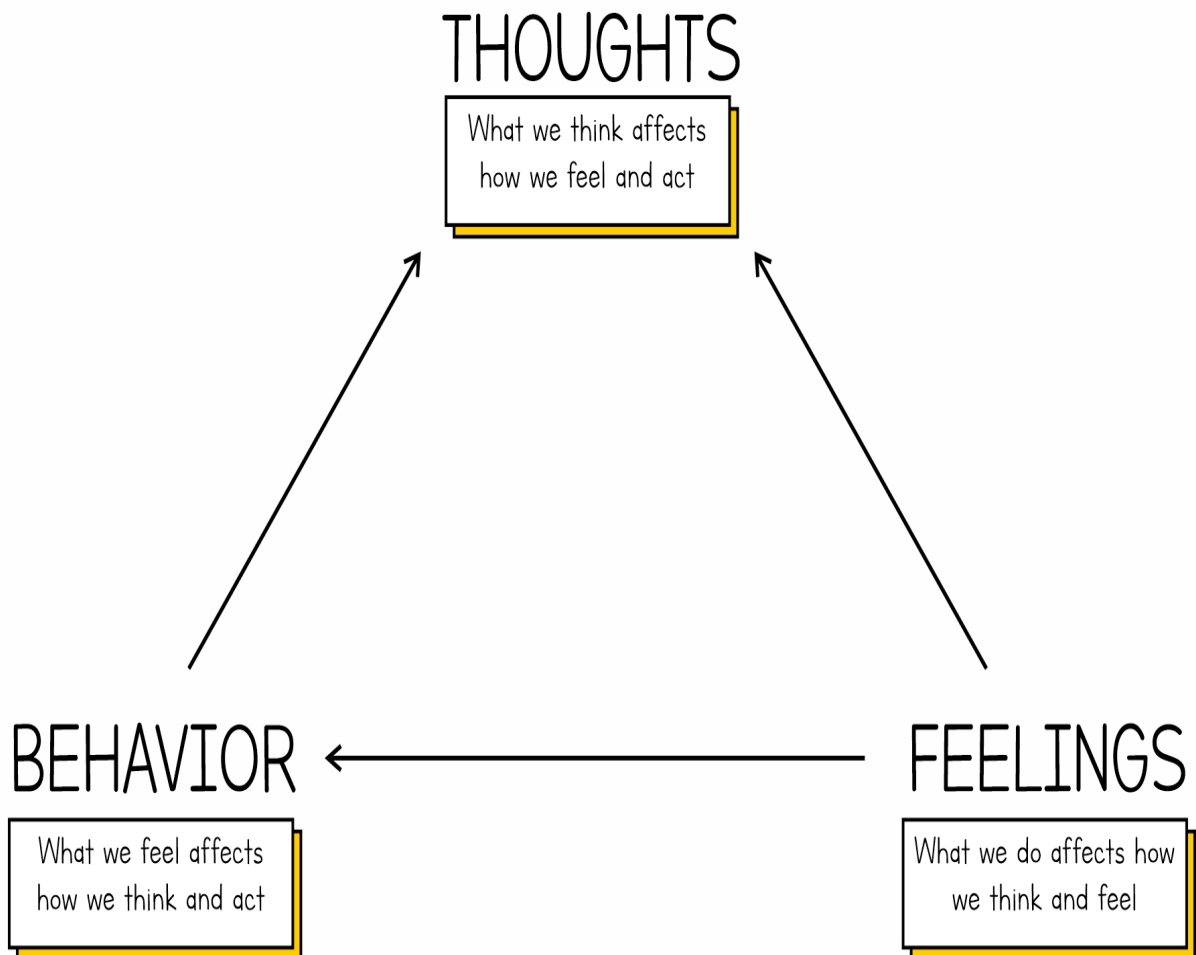 THOUGHTS
What we think affects
how we feel and act
BEHAVIOR
What we feel affects
how we think and act
FEELINGS
What we do affects how
we think and feel